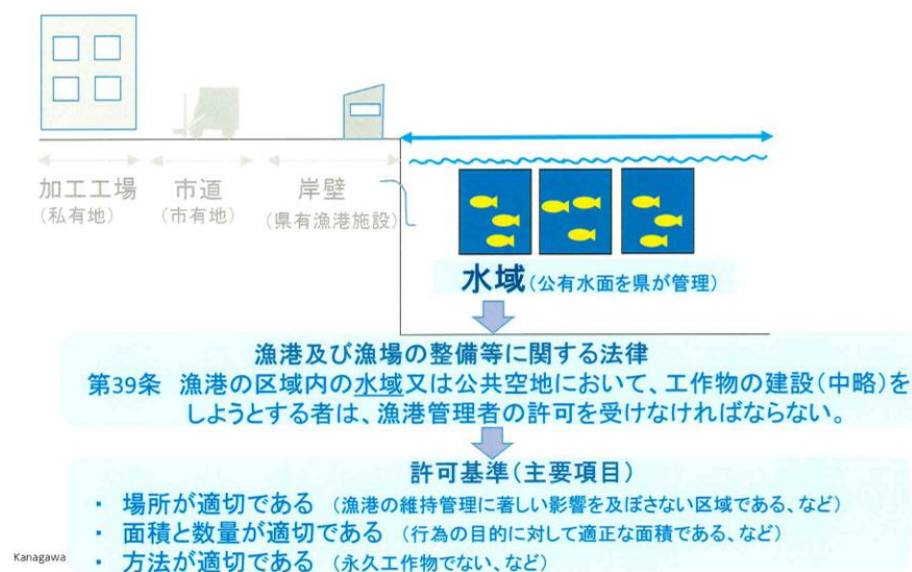 加工工場
(私有地)
市道
(市有地)
岸壁
(県有漁港施設)
水域(公有水面を県が管理)
漁港及び漁場の整備等に関する法律
第39条 漁港の区域内の水域又は公共空地において、工作物の建設(中略)を
しようとする者は、漁港管理者の許可を受けなければならない。
許可基準(主要項目)
・ 場所が適切である (漁港の維持管理に著しい影響を及ぼさない区域である、など)
・ 面積と数量が適切である (行為の目的に対して適正な面積である、など)
・ 方法が適切である (永久工作物でない、など)
Kanagawa